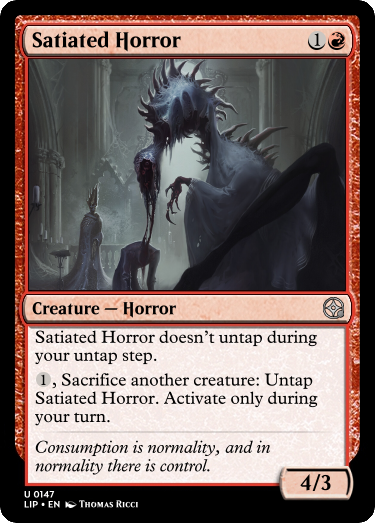 Satiated Horror 1
Creature — Horror
Satiated Horror doesn't untap during
your untap step.
1, Sacrifice another creature: Untap
Satiated Horror. Activate only during
your turn.
Consumption is normality, and in
normality there is control.
4/3
U 0147
LIP • EN Thomas Ricci